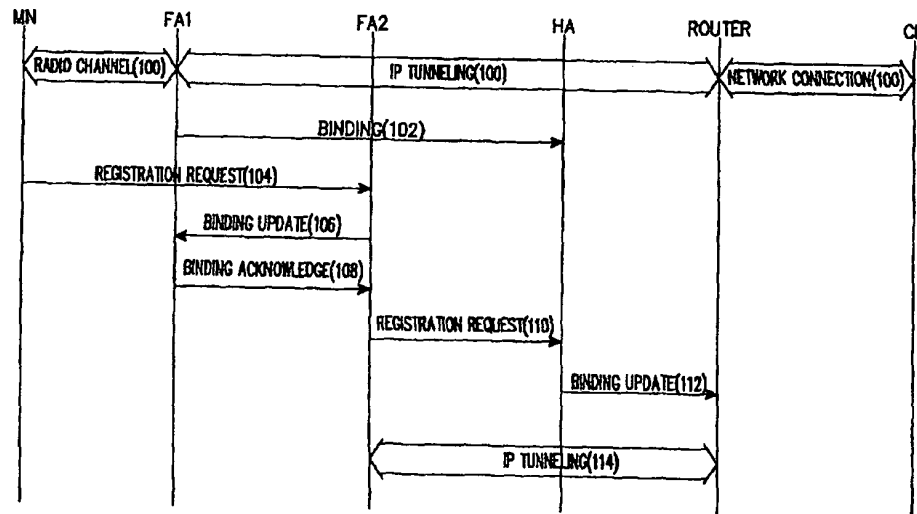 MN FA1 FA2 HA ROUTER
RADIO CHANNEL(100) IP TUNNELING(100) NETWORK CONNECTION(100)
BINDING(102)
REGISTRATION REQUEST(104)
BINDING UPDATE(106)
BINDING ACKNOWLEDGE(108)
REGISTRATION REQUEST(110)
BINDING UPDATE(112)
IP TUNNELING(114)